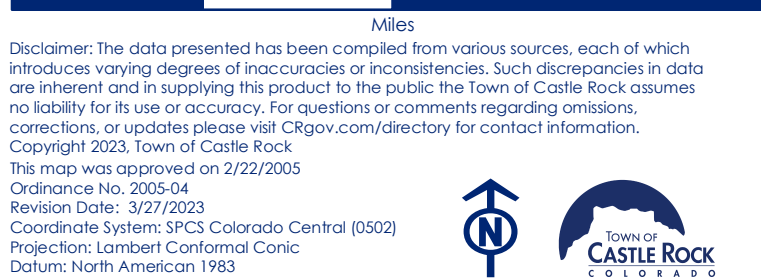 Miles
Disclaimer: The data presented has been compiled from various sources, each of which
introduces varying degrees of inaccuracies or inconsistencies. Such discrepancies in data
are inherent and in supplying this product to the public the Town of Castle Rock assumes
no liability for its use or accuracy. For questions or comments regarding omissions,
corrections, or updates please visit CRgov.com/directory for contact information.
Copyright 2023, Town of Castle Rock
This map was approved on 2/22/2005
Ordinance No. 2005-04
Revision Date: 3/27/2023
Coordinate System: SPCS Colorado Central (0502)
Projection: Lambert Conformal Conic
Datum: North American 1983
N
TOWN OF
CASTLE ROCK
COLORADO